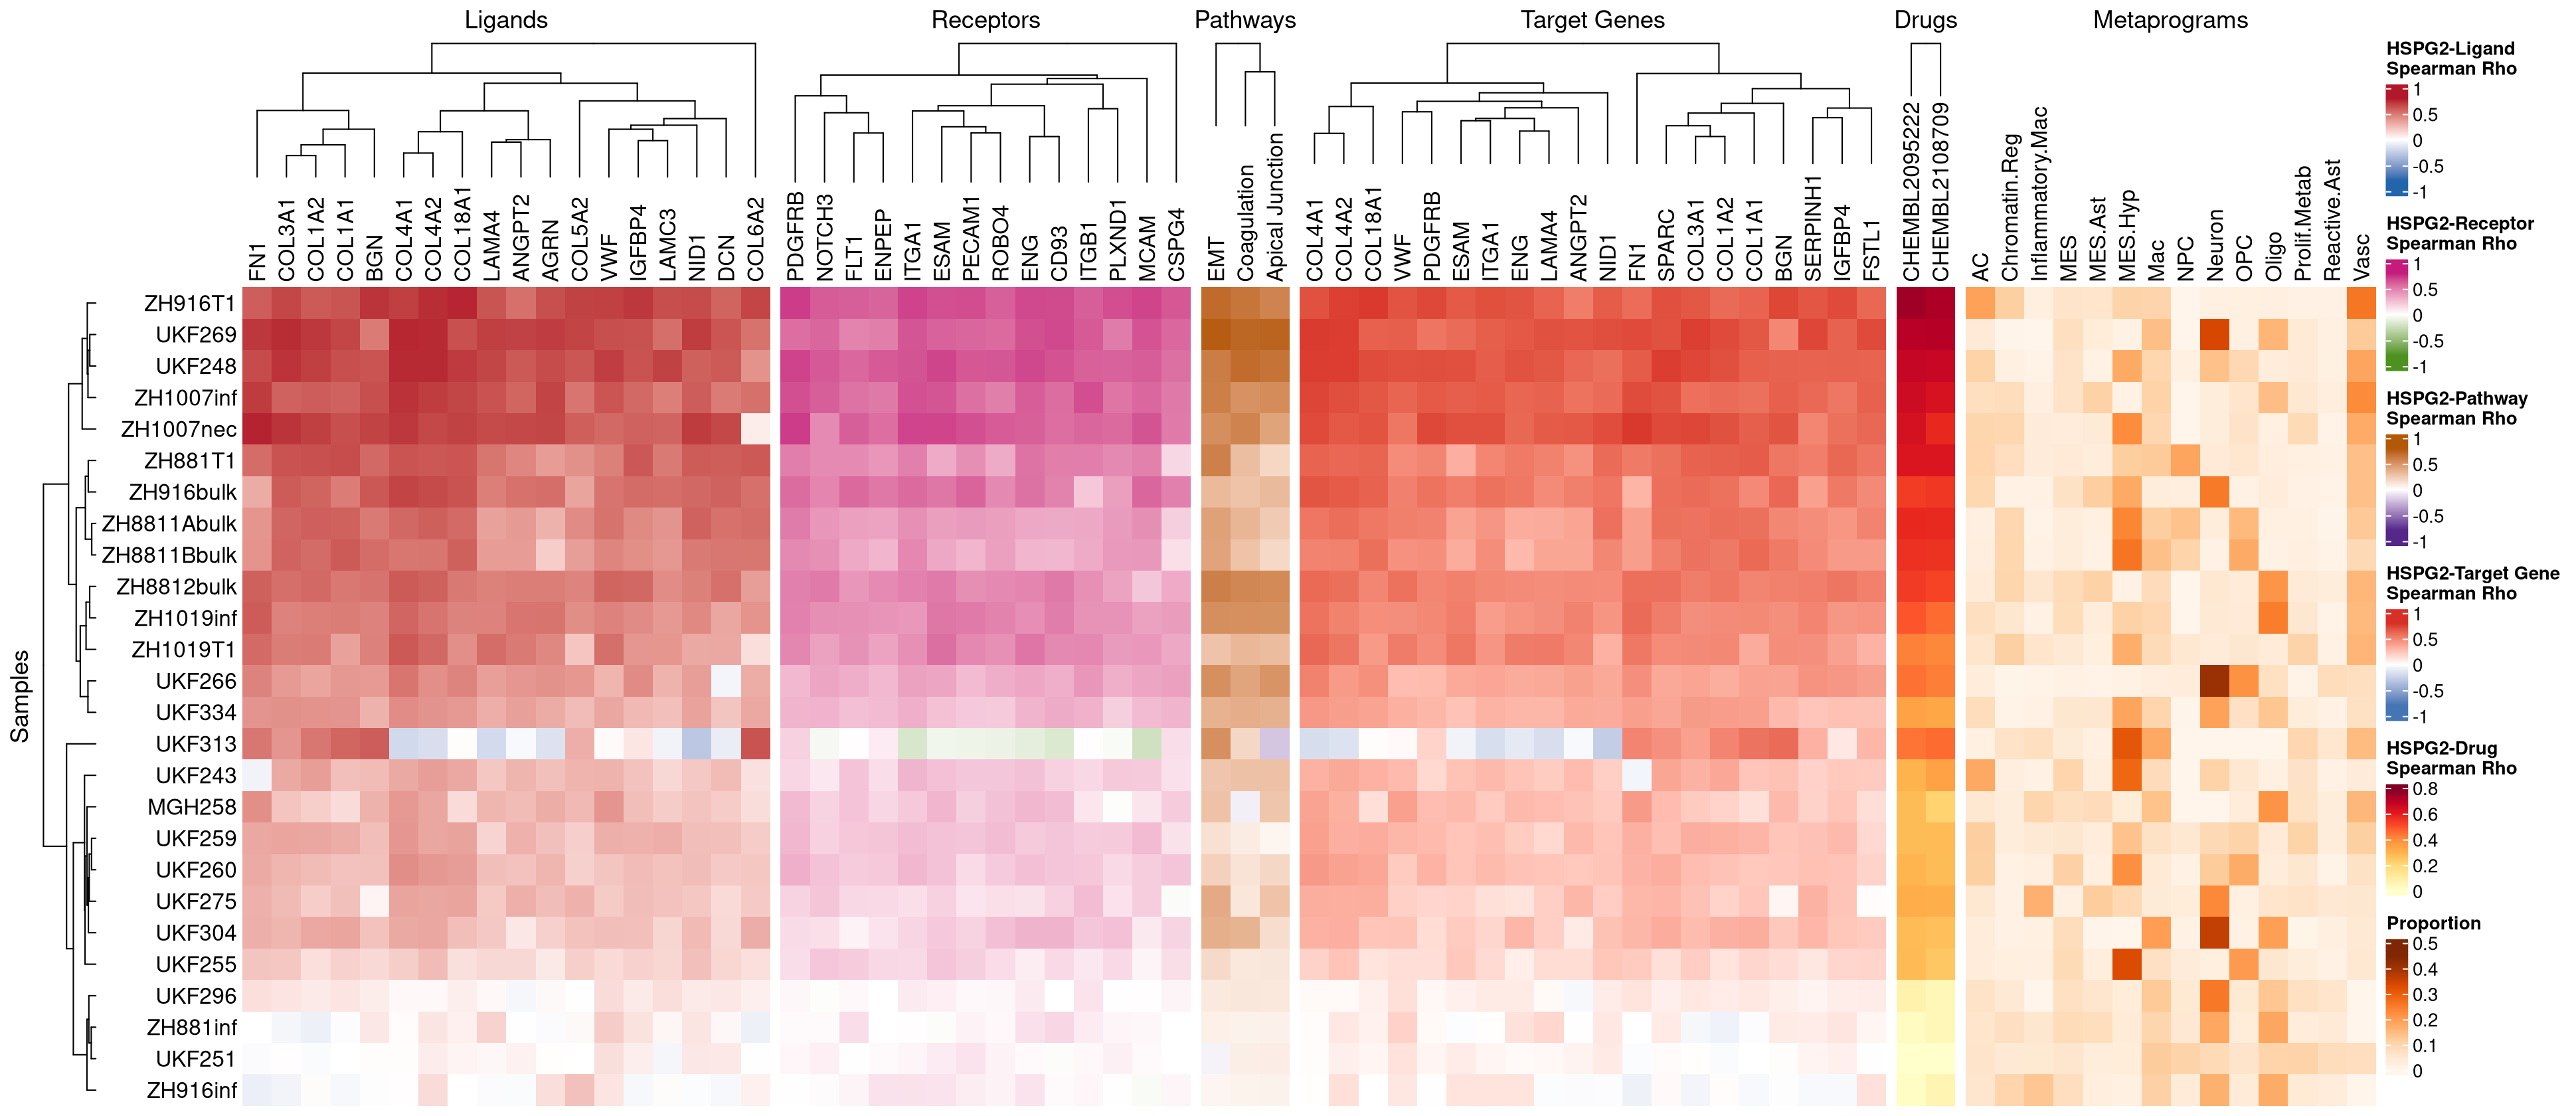 Ligands Receptors Pathways Target Genes Drugs Metaprograms
FN1 COL3A1 COL1A2 COL1A1 BGN COL4A1 COL4A2 COL18A1 LAMA4 ANGPT2 AGRN COL5A2 VWF IGFBP4 LAMC3 NID1 DCN COL6A2
PDGFRB NOTCH3 FLT1 ENPEP ITGA1 ESAM PECAM1 ROBO4 ENG CD93 ITGB1 PLXND1 MCAM CSPG4
EMT Coagulation Apical Junction
COL4A1 COL4A2 COL18A1 VWF PDGFRB ESAM ITGA1 ENG LAMA4 ANGPT2 NID1 FN1 SPARC COL3A1 COL1A2 COL1A1 BGN SERPINH1 IGFBP4 FSTL1
CHEMBL2095222 CHEMBL2108709
AC Chromatin.Reg Inflammatory.Mac MES MES.Ast MES.Hyp Mac NPC Neuron OPC Oligo Prolif.Metab Reactive.Ast Vasc
Samples
ZH916T1
UKF269
UKF248
ZH1007inf
ZH1007nec
ZH881T1
ZH916bulk
ZH8811Abulk
ZH8811Bbulk
ZH8812bulk
ZH1019inf
ZH1019T1
UKF266
UKF334
UKF313
UKF243
MGH258
UKF259
UKF260
UKF275
UKF304
UKF255
UKF296
ZH881inf
UKF251
ZH916inf
HSPG2-Ligand
Spearman Rho
1
0.5
0
-0.5
-1
HSPG2-Receptor
Spearman Rho
1
0.5
0
-0.5
-1
HSPG2-Pathway
Spearman Rho
1
0.5
0
-0.5
-1
HSPG2-Target Gene
Spearman Rho
1
0.5
0
-0.5
-1
HSPG2-Drug
Spearman Rho
0.8
0.6
0.4
0.2
0
Proportion
0.5
0.4
0.3
0.2
0.1
0